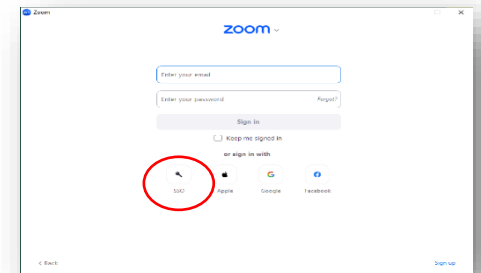 Zoom
zoom
Enter your email
Enter your password Forgot?
Sign in
Keep me signed in
or sign in with
SSO Apple Google Facebook
< Back Sign up